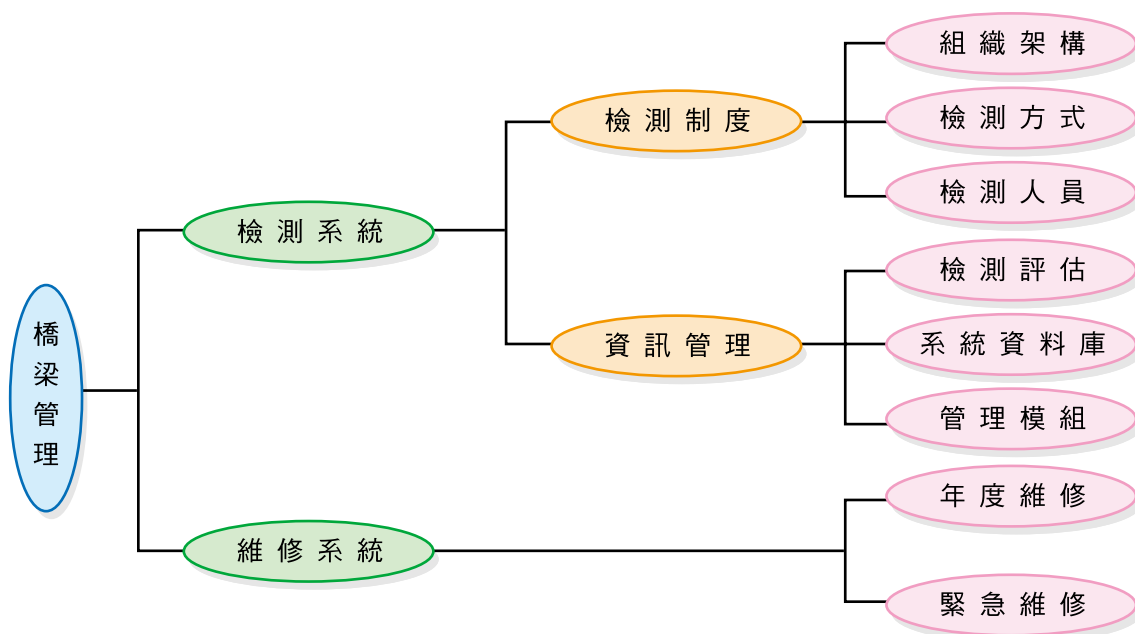 橋梁管理
檢測系統
維修系統
檢測制度
資訊管理
組織架構
檢測方式
檢測人員
檢測評估
系統資料庫
管理模組
年度維修
緊急維修